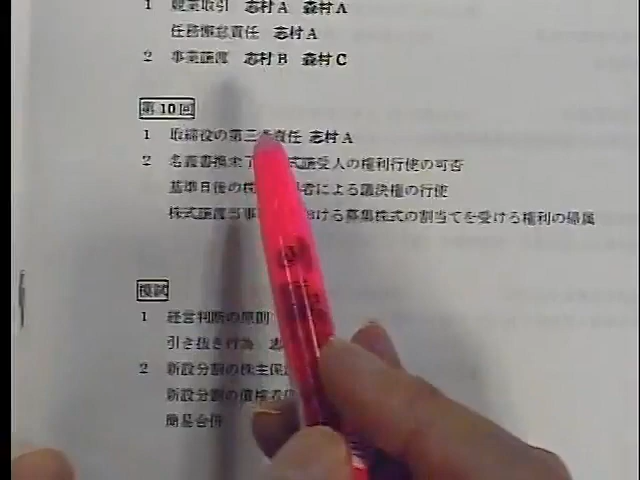 1 競業取引 志村A 森村A
任務懈怠責任 志村A
2 事業譲渡 志村B 森村C
第10回
1 取締役の第三者責任 志村A
2 名義書換未 式譲受人の権利行使の可否
基準日後の株 者による議決権の行使
株式譲渡当事 おける募集株式の割当てを受ける権利の帰属
模試
1 経営判断の原則
引き抜き行為
2 新設分割の株主保
新設分割の債権者
簡易合併